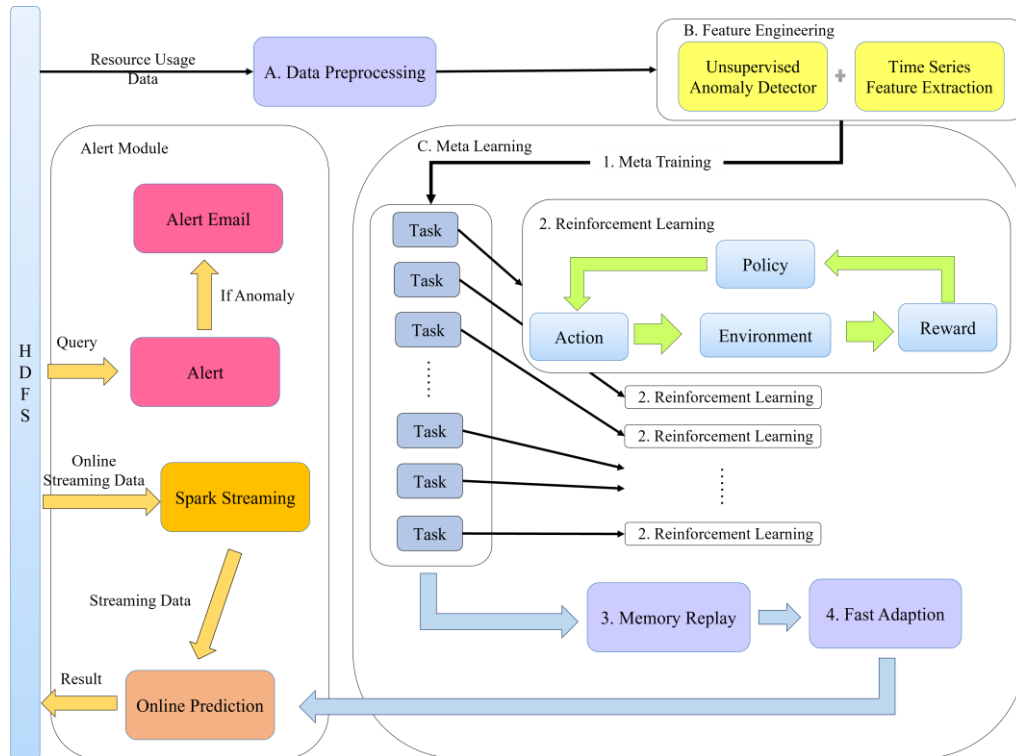 H
D
F
S
Resource Usage
Data
A. Data Preprocessing
B. Feature Engineering
Unsupervised
Anomaly Detector
+
Time Series
Feature Extraction
Alert Module
Alert Email
If Anomaly
Query
Alert
Online
Streaming Data
Spark Streaming
Streaming Data
Result
Online Prediction
C. Meta Learning
1. Meta Training
Task
Task
Task
......
Task
Task
Task
2. Reinforcement Learning
Policy
Action
Environment
Reward
2. Reinforcement Learning
2. Reinforcement Learning
......
2. Reinforcement Learning
3. Memory Replay
4. Fast Adaption